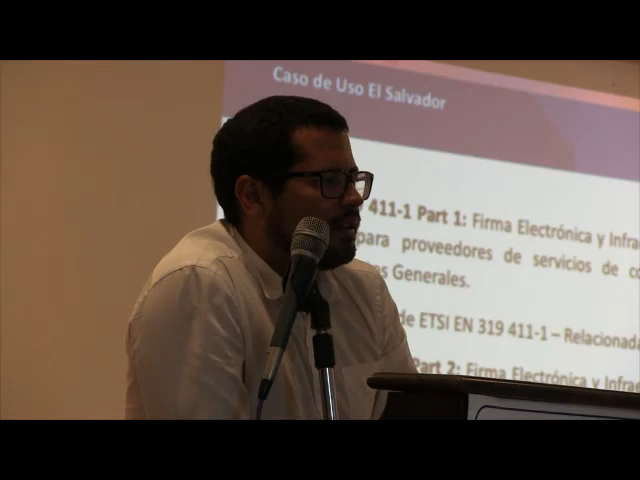 Caso de Uso El Salvador
411-1 Part 1: Firma Electrónica y Infra
para proveedores de servicios de co
Generales.
de ETSI EN 319 411-1 – Relacionada
Part 2: Firma Electrónica y Infrae